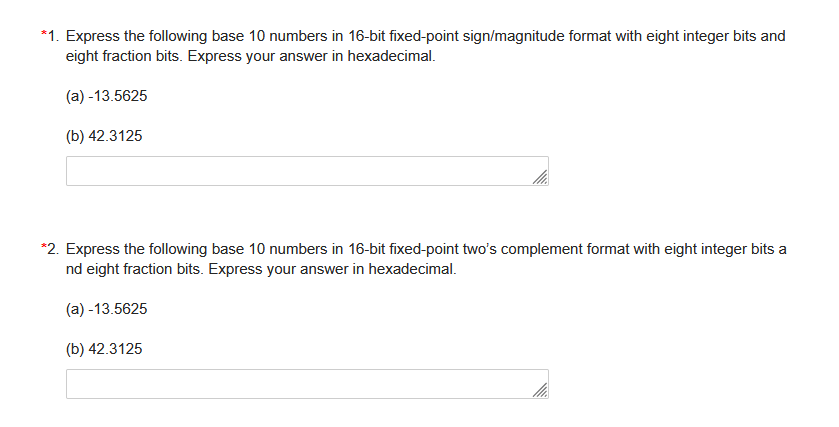 *1. Express the following base 10 numbers in 16-bit fixed-point sign/magnitude format with eight integer bits and
eight fraction bits. Express your answer in hexadecimal.
(a) -13.5625
(b) 42.3125
*2. Express the following base 10 numbers in 16-bit fixed-point two’s complement format with eight integer bits a
nd eight fraction bits. Express your answer in hexadecimal.
(a) -13.5625
(b) 42.3125